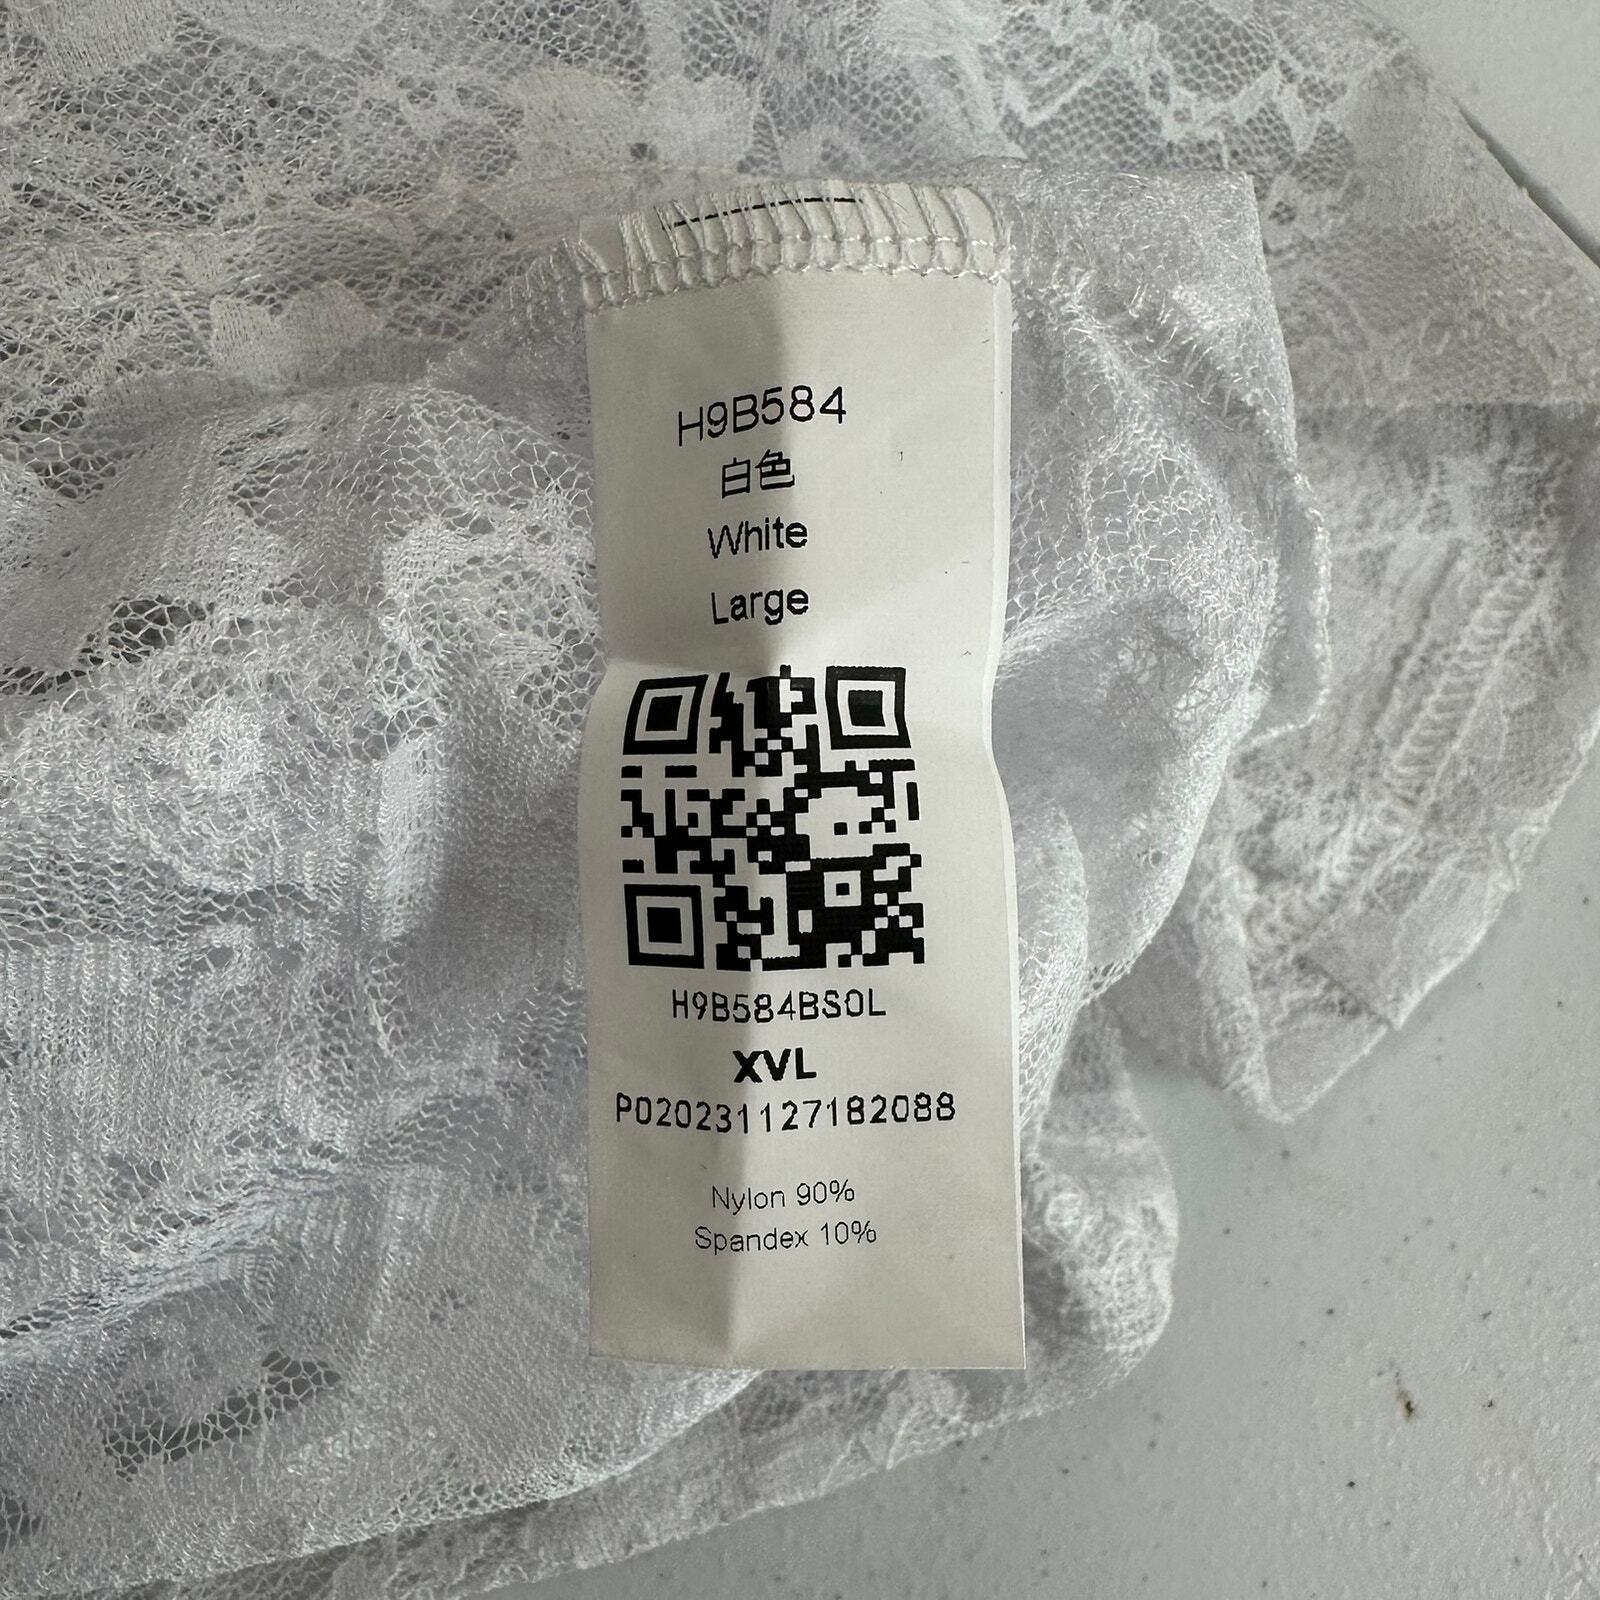 H9B584
白色
White
Large
H9B584BS0L
XVL
P020231127182088
Nylon 90%
Spandex 10%